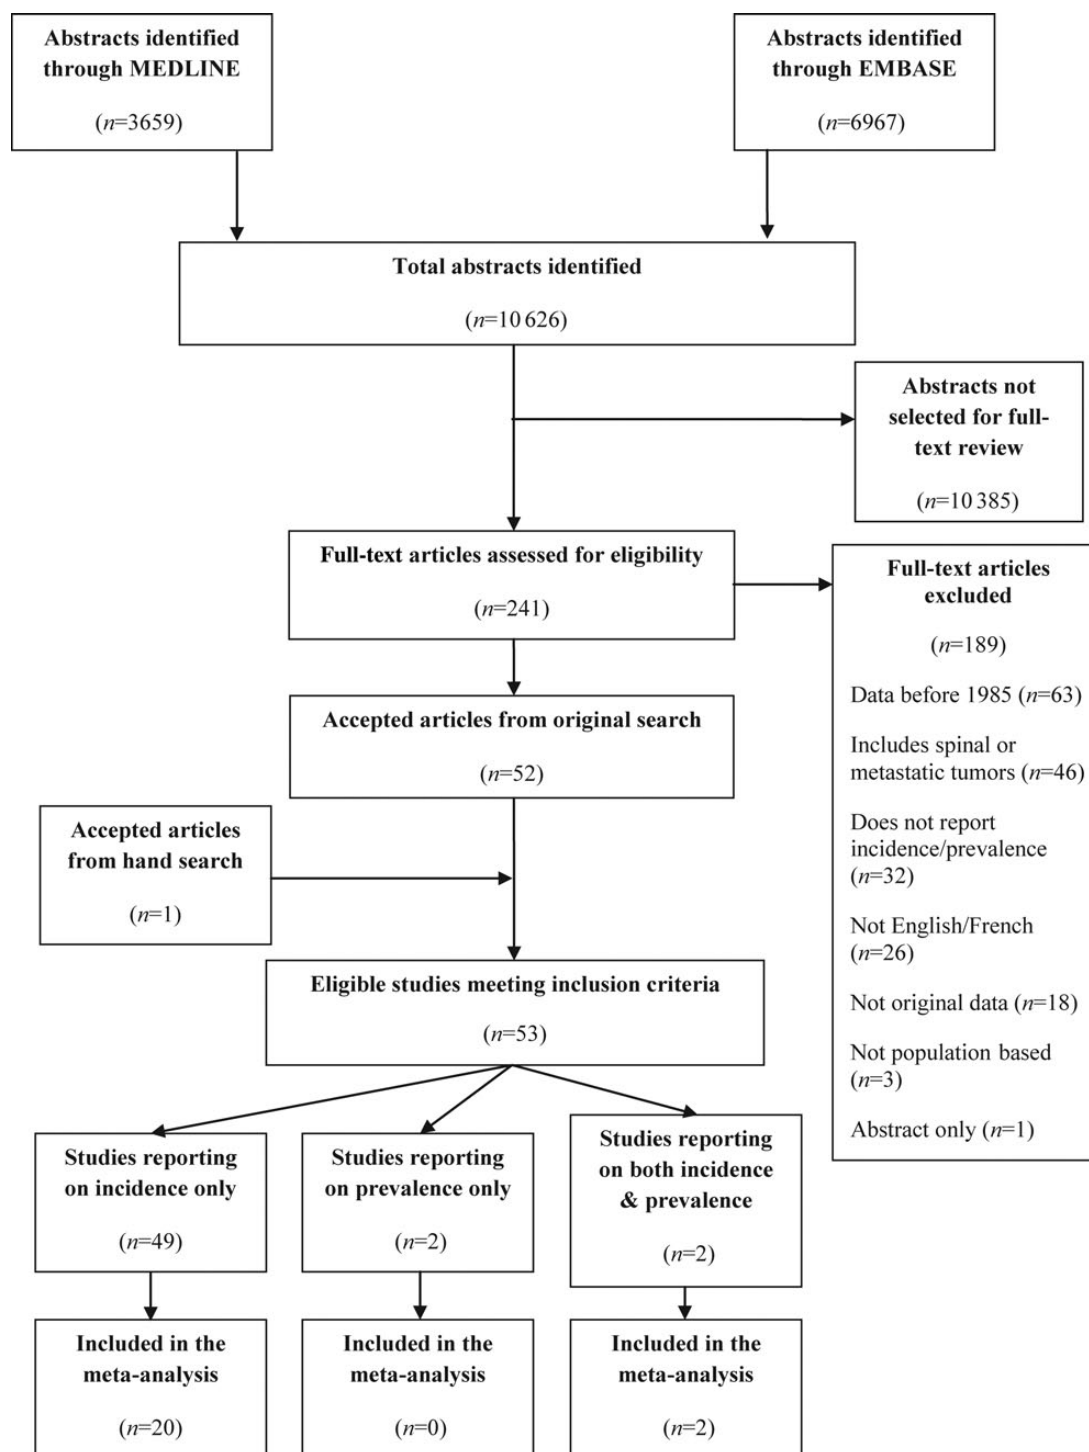 Abstracts identified
through MEDLINE
(n=3659)
Abstracts identified
through EMBASE
(n=6967)
Total abstracts identified
(n=10 626)
Abstracts not
selected for full-
text review
(n=10 385)
Full-text articles assessed for eligibility
(n=241)
Full-text articles
excluded
(n=189)
Data before 1985 (n=63)
Includes spinal or
metastatic tumors (n=46)
Does not report
incidence/prevalence
(n=32)
Not English/French
(n=26)
Not original data (n=18)
Not population based
(n=3)
Abstract only (n=1)
Accepted articles from original search
(n=52)
Accepted articles
from hand search
(n=1)
Eligible studies meeting inclusion criteria
(n=53)
Studies reporting
on incidence only
(n=49)
Studies reporting
on prevalence only
(n=2)
Studies reporting
on both incidence
& prevalence
(n=2)
Included in the
meta-analysis
(n=20)
Included in the
meta-analysis
(n=0)
Included in the
meta-analysis
(n=2)